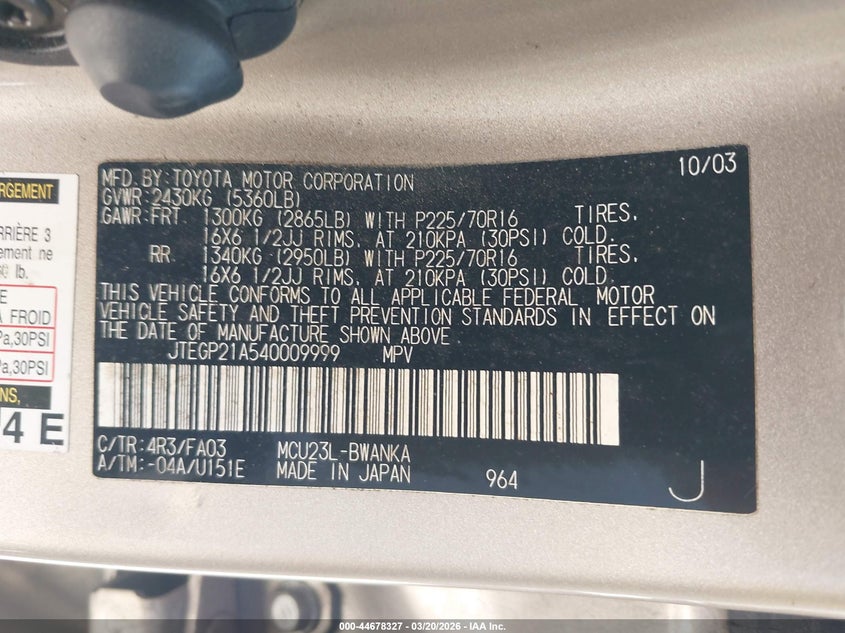 10/03
MFD.BY:TOYOTA MOTOR CORPORATION
GVWR:2430KG (5360LB)
GAWR:FRT. 1300KG (2865LB) WITH P225/70R16 TIRES.
16X6 1/2JJ RIMS. AT 210KPA (30PSI) COLD.
RR. 1340KG (2950LB) WITH P225/70R16 TIRES.
16X6 1/2JJ RIMS. AT 210KPA (30PSI) COLD.
THIS VEHICLE CONFORMS TO ALL APPLICABLE FEDERAL MOTOR
VEHICLE SAFETY AND THEFT PREVENTION STANDARDS IN EFFECT ON
THE DATE OF MANUFACTURE SHOWN ABOVE.
JTEGP21A540009999 MPV
C/TR:4R3/FA03 MCU23L-BWANKA
A/TM:-04A/U151E MADE IN JAPAN 964 J
RGEMENT
RRIÈRE 3
ement ne
lb.
E
A FROID
Pa,30PSI
Pa,30PSI
NS,
4 E
000-44678327 - 03/20/2026 - IAA Inc.